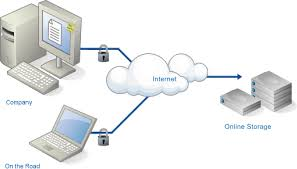 Internet
Company
Online Storage
On the Road